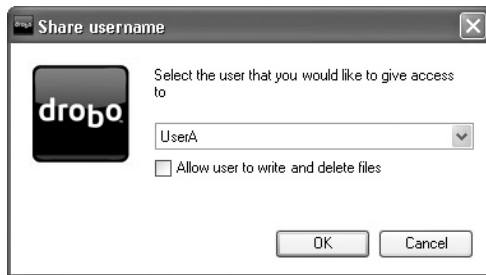 Share username
Select the user that you would like to give access
to
drobo
UserA
Allow user to write and delete files
OK
Cancel